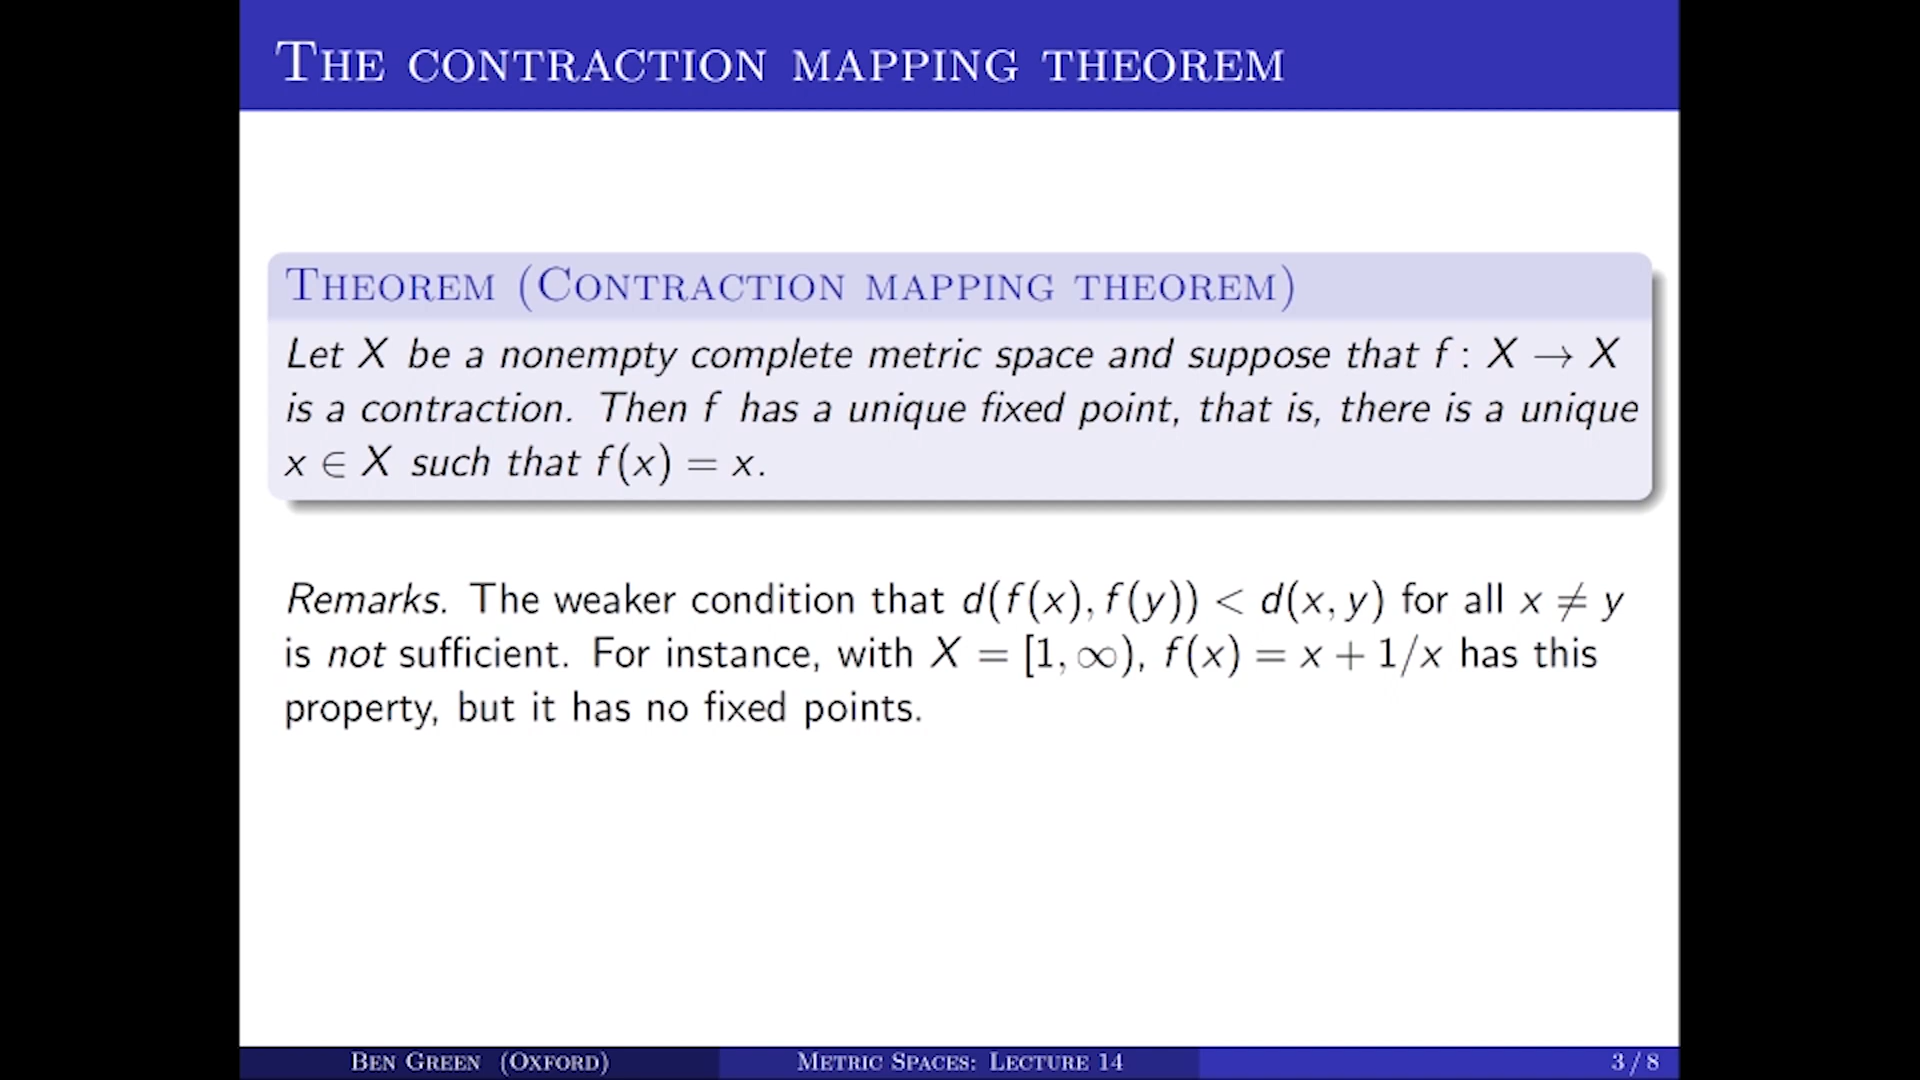 The contraction mapping theorem
Theorem (Contraction mapping theorem)
Let X be a nonempty complete metric space and suppose that f : X → X
is a contraction. Then f has a unique fixed point, that is, there is a unique
x ∈ X such that f(x) = x.
Remarks. The weaker condition that d(f(x), f(y)) < d(x, y) for all x ≠ y
is not sufficient. For instance, with X = [1, ∞), f(x) = x + 1/x has this
property, but it has no fixed points.
Ben Green (Oxford)
Metric Spaces: Lecture 14
3 / 8